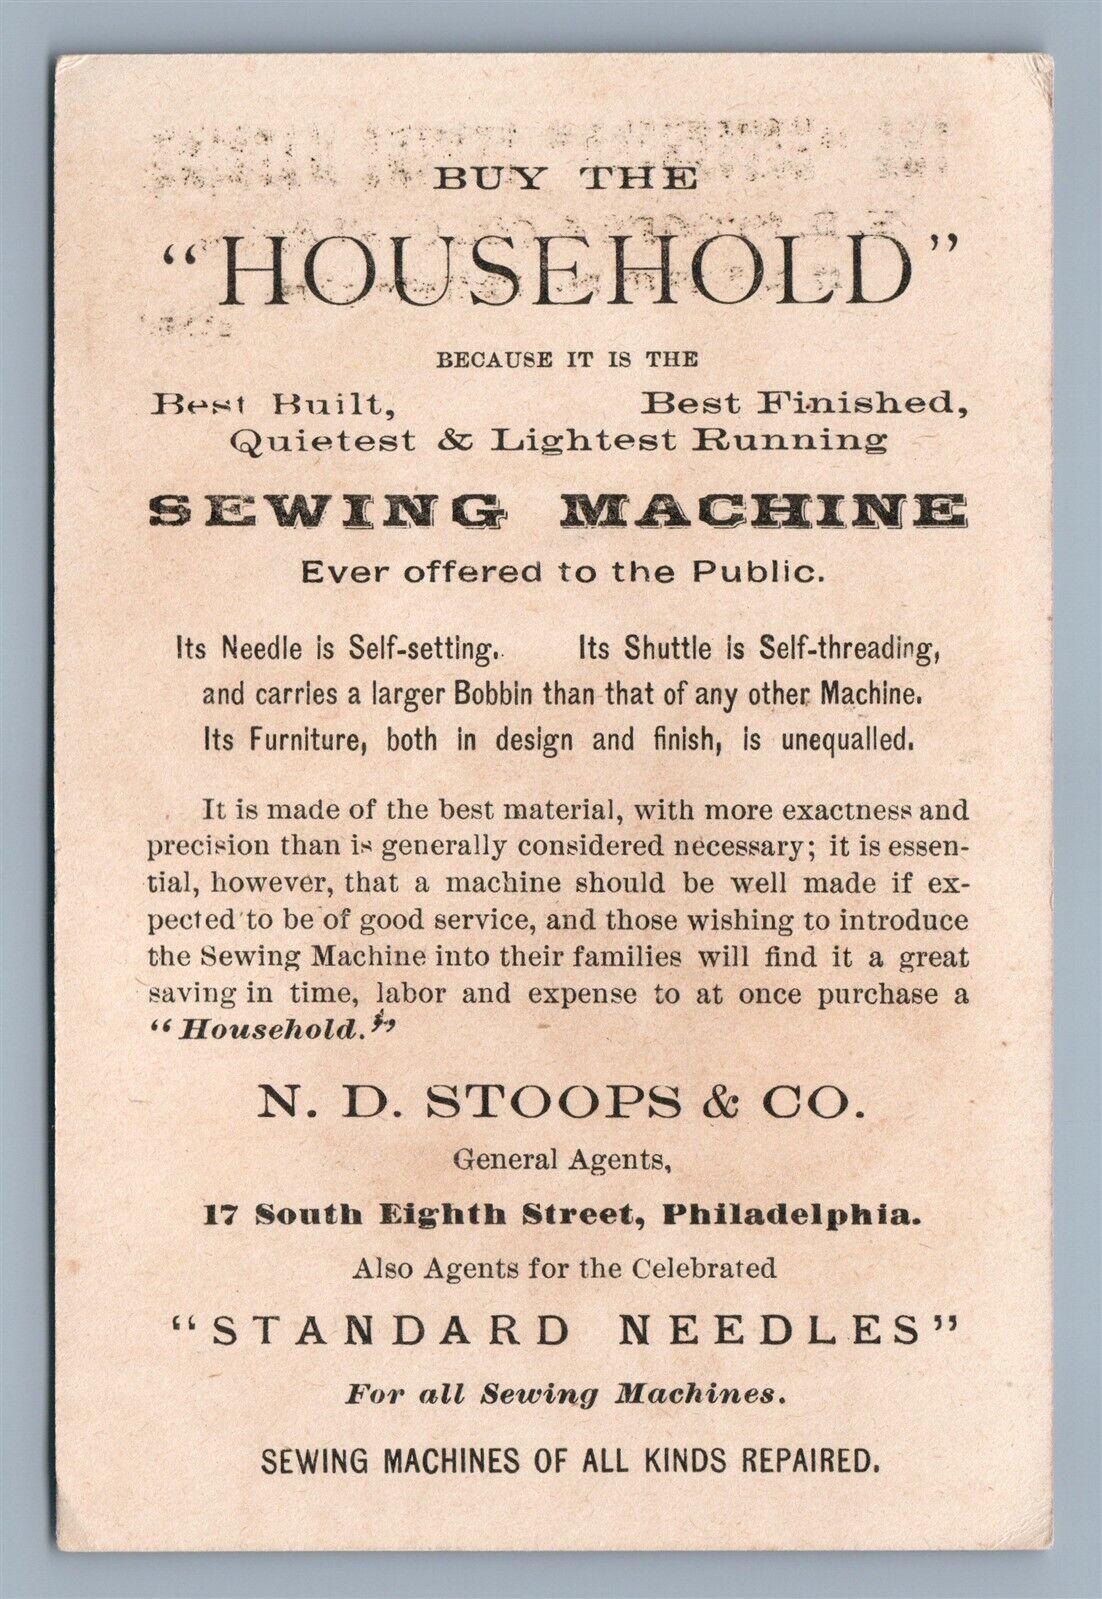 BUY THE
"HOUSEHOLD"
BECAUSE IT IS THE
Best Built, Best Finished,
Quietest & Lightest Running
SEWING MACHINE
Ever offered to the Public.
Its Needle is Self-setting. Its Shuttle is Self-threading,
and carries a larger Bobbin than that of any other Machine.
Its Furniture, both in design and finish, is unequalled.
It is made of the best material, with more exactness and
precision than is generally considered necessary; it is essen-
tial, however, that a machine should be well made if ex-
pected to be of good service, and those wishing to introduce
the Sewing Machine into their families will find it a great
saving in time, labor and expense to at once purchase a
"Household."
N. D. STOOPS & CO.
General Agents,
17 South Eighth Street, Philadelphia.
Also Agents for the Celebrated
"STANDARD NEEDLES"
For all Sewing Machines.
SEWING MACHINES OF ALL KINDS REPAIRED.